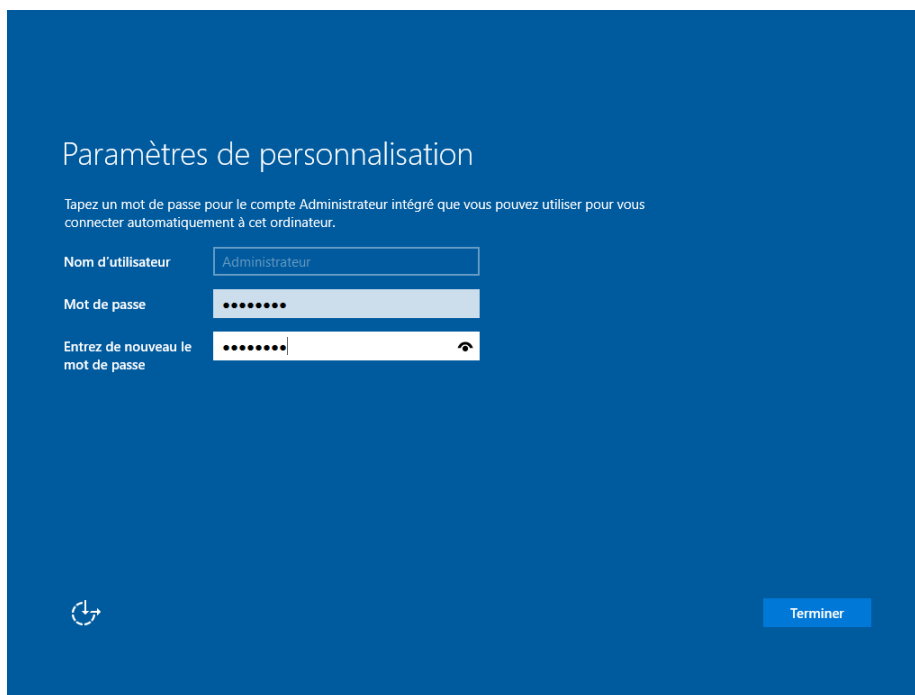 Paramètres de personnalisation
Tapez un mot de passe pour le compte Administrateur intégré que vous pouvez utiliser pour vous
connecter automatiquement à cet ordinateur.
Nom d'utilisateur
Administrateur
Mot de passe
••••••••
Entrez de nouveau le
mot de passe
••••••••
Terminer